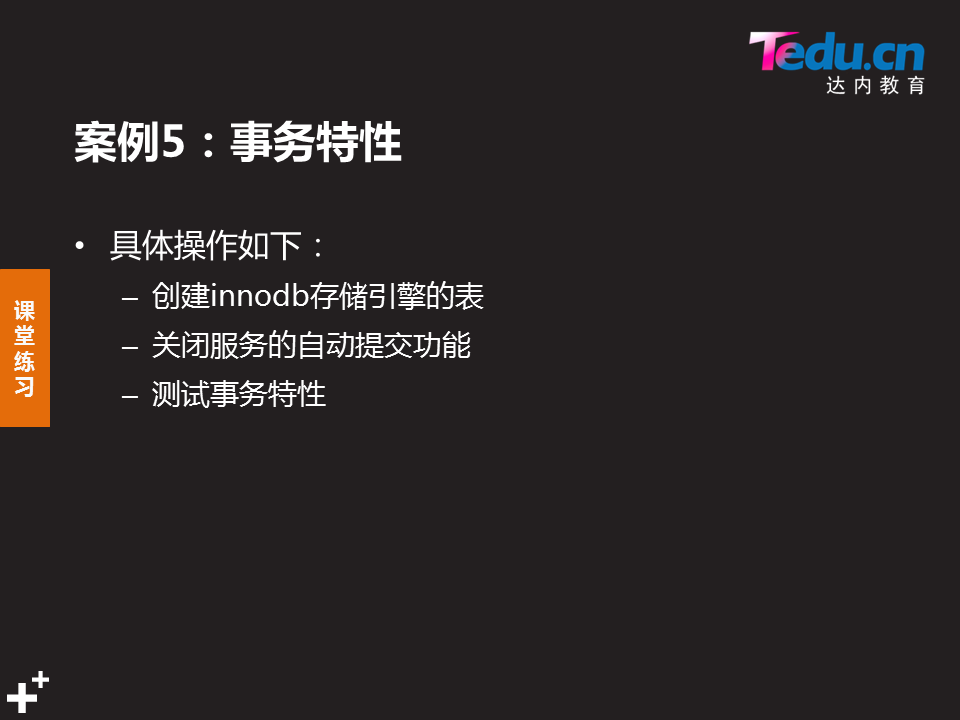 Tedu.cn
达内教育
案例5：事务特性
• 具体操作如下：
– 创建innodb存储引擎的表
– 关闭服务的自动提交功能
– 测试事务特性
课堂练习